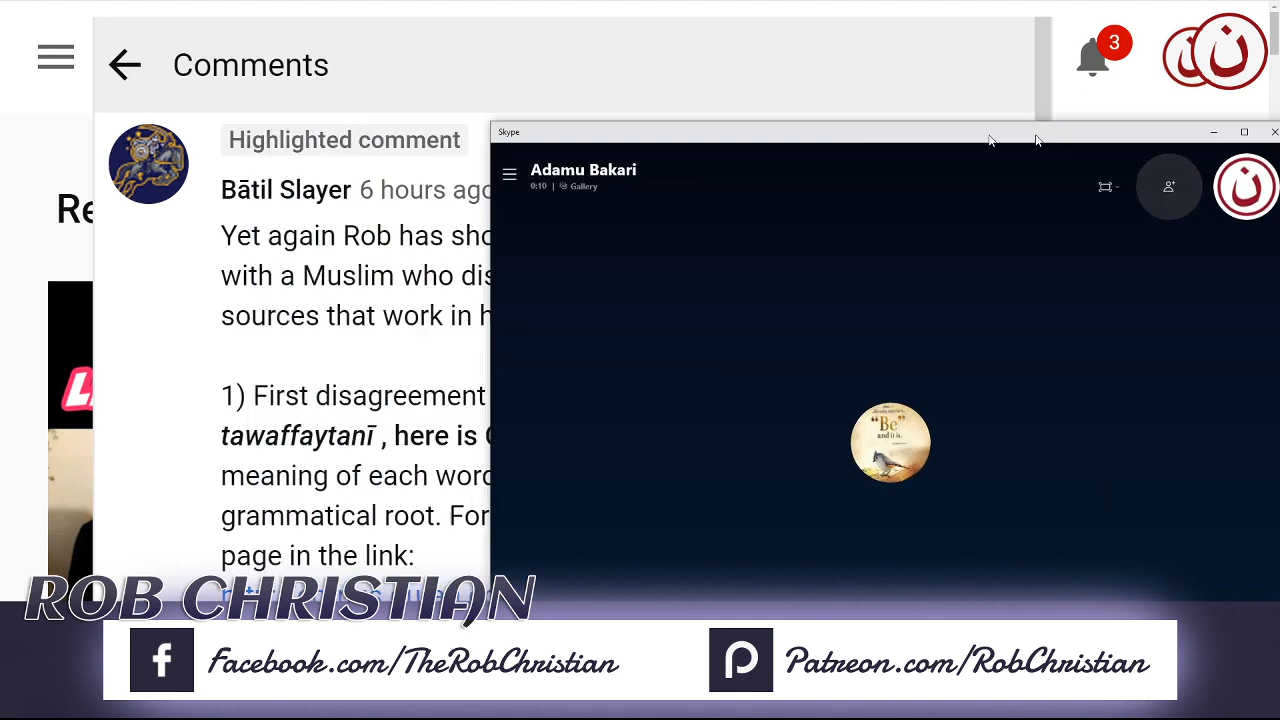 Comments
3
ن
ن
Highlighted comment
Skype
Bātil Slayer 6 hours ago
Adamu Bakari
0:10 | Gallery
ن
Re
Yet again Rob has sho
with a Muslim who dis
sources that work in h
1) First disagreement
tawaffaytanī , here is
meaning of each word
grammatical root. For
page in the link:
"Be"
and it is.
ROB CHRISTIAN
Facebook.com/TheRobChristian
Patreon.com/RobChristian